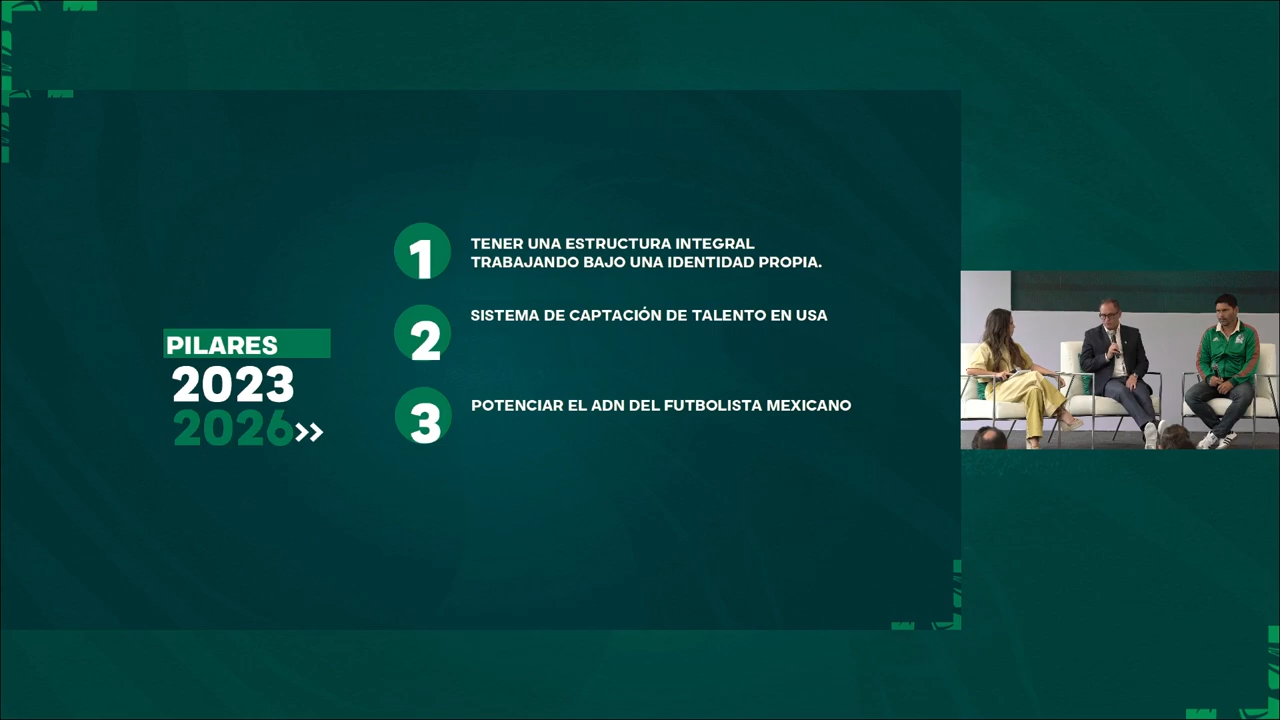 PILARES
2023
2026>>
1
TENER UNA ESTRUCTURA INTEGRAL
TRABAJANDO BAJO UNA IDENTIDAD PROPIA.
2
SISTEMA DE CAPTACIÓN DE TALENTO EN USA
3
POTENCIAR EL ADN DEL FUTBOLISTA MEXICANO